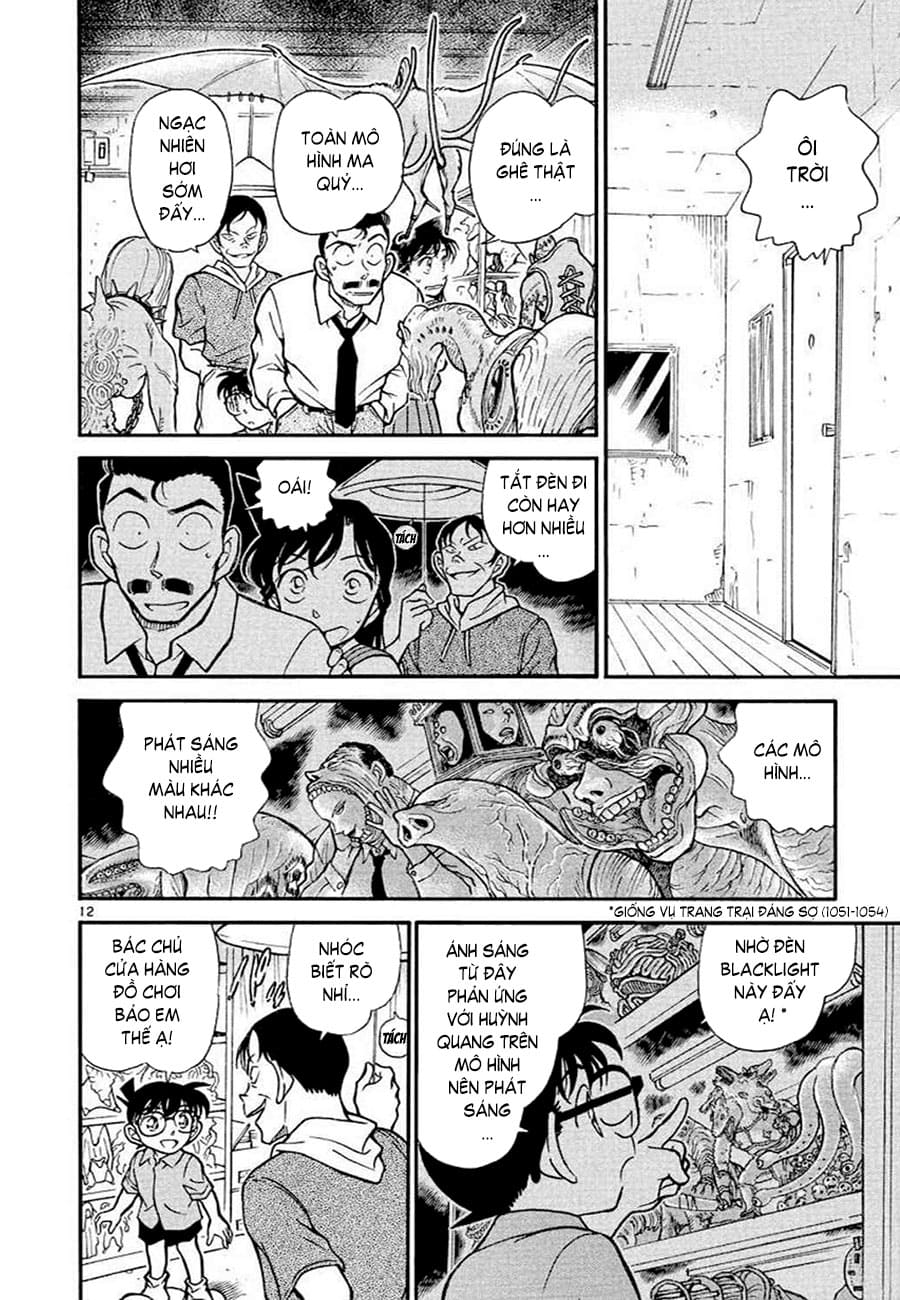 ÔI
TRỜI
...
ĐÚNG LÀ
GHÊ THẬT
...
TOÀN MÔ
HÌNH MA
QUỶ...
NGẠC
NHIÊN
HƠI
SỚM
ĐẤY...
TẮT ĐÈN ĐI
CÒN HAY
HƠN NHIỀU
...
TÁCH
OÁI!
CÁC MÔ
HÌNH...
PHÁT SÁNG
NHIỀU
MÀU KHÁC
NHAU!!
12
*GIỐNG VỤ TRANG TRẠI ĐÁNG SỢ (1051-1054)
NHỜ ĐÈN
BLACKLIGHT
NÀY ĐẤY
Ạ! *
ÁNH SÁNG
TỪ ĐÂY
PHẢN ỨNG
VỚI HUỲNH
QUANG TRÊN
MÔ HÌNH
NÊN PHÁT
SÁNG
...
NHÓC
BIẾT RÕ
NHỈ...
TÁCH
BÁC CHỦ
CỬA HÀNG
ĐỒ CHƠI
BẢO EM
THẾ Ạ!